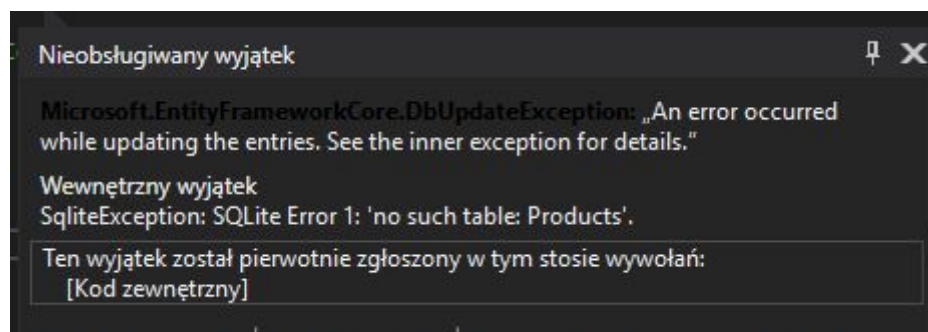 Nieobsługiwany wyjątek
Microsoft.EntityFrameworkCore.DbUpdateException: „An error occurred
while updating the entries. See the inner exception for details.“
Wewnętrzny wyjątek
SqliteException: SQLite Error 1: 'no such table: Products'.
Ten wyjątek został pierwotnie zgłoszony w tym stosie wywołań:
[Kod zewnętrzny]